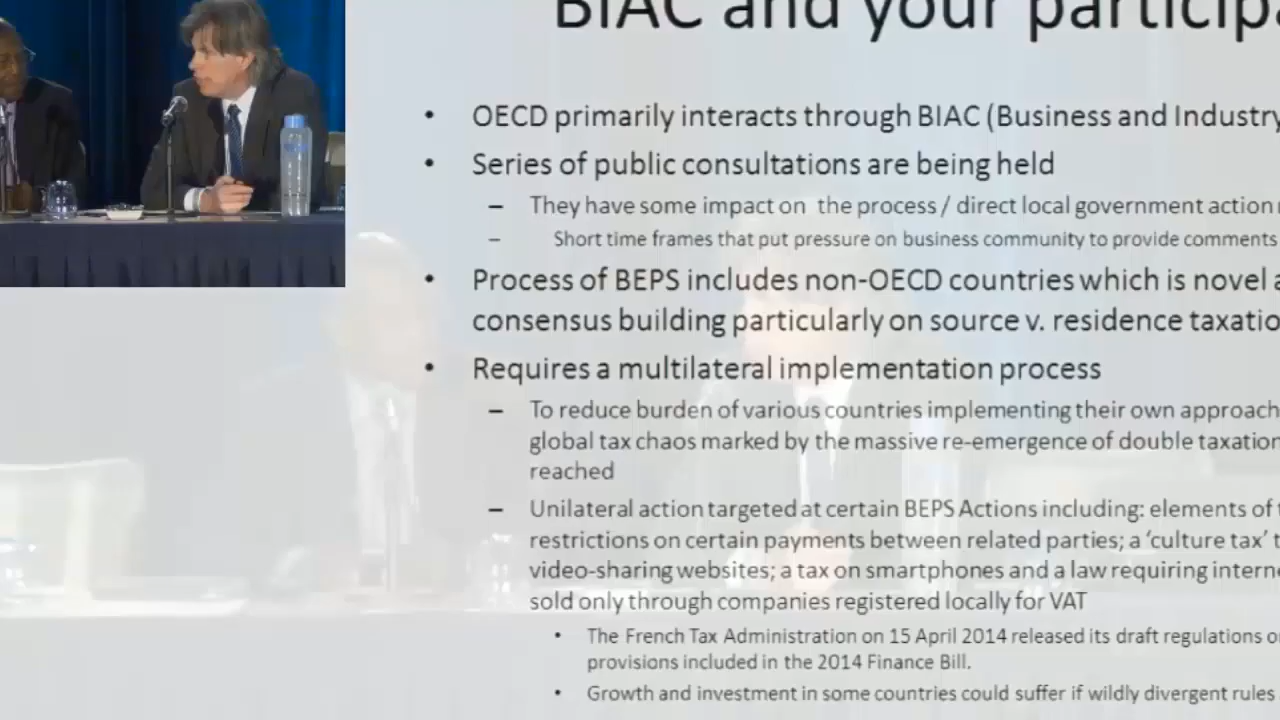 BIAC and your participa
• OECD primarily interacts through BIAC (Business and Industry
• Series of public consultations are being held
– They have some impact on the process / direct local government action
– Short time frames that put pressure on business community to provide comments
• Process of BEPS includes non-OECD countries which is novel a
consensus building particularly on source v. residence taxatio
• Requires a multilateral implementation process
– To reduce burden of various countries implementing their own approach
global tax chaos marked by the massive re-emergence of double taxation
reached
– Unilateral action targeted at certain BEPS Actions including: elements of t
restrictions on certain payments between related parties; a ‘culture tax’ t
video-sharing websites; a tax on smartphones and a law requiring interne
sold only through companies registered locally for VAT
• The French Tax Administration on 15 April 2014 released its draft regulations o
provisions included in the 2014 Finance Bill.
• Growth and investment in some countries could suffer if wildly divergent rules